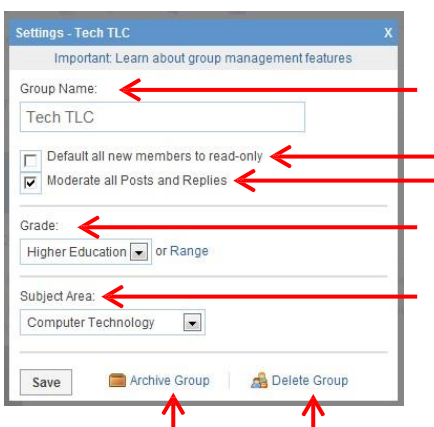 Settings - Tech TLC X
Important: Learn about group management features
Group Name:
Tech TLC
Default all new members to read-only
Moderate all Posts and Replies
Grade:
Higher Education or Range
Subject Area:
Computer Technology
Save Archive Group Delete Group